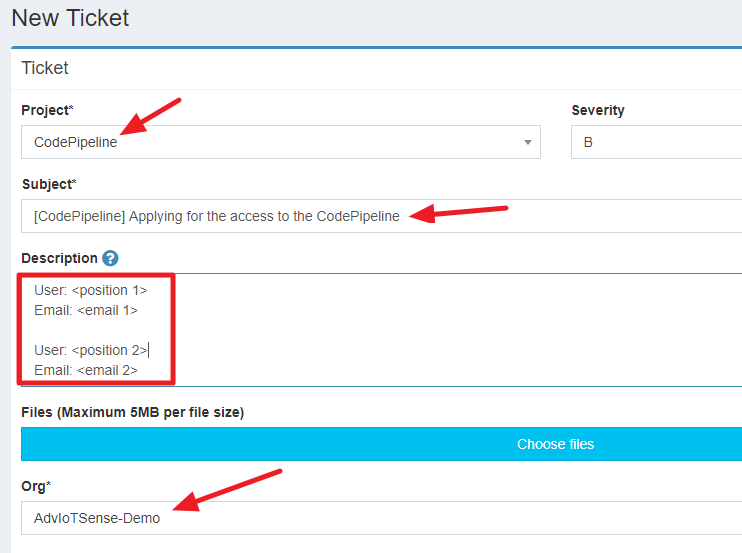 New Ticket
Ticket
Project*
Severity
CodePipeline
B
Subject*
[CodePipeline] Applying for the access to the CodePipeline
Description ?
User: <position 1>
Email: <email 1>
User: <position 2>
Email: <email 2>
Files (Maximum 5MB per file size)
Choose files
Org*
AdvIoTSense-Demo